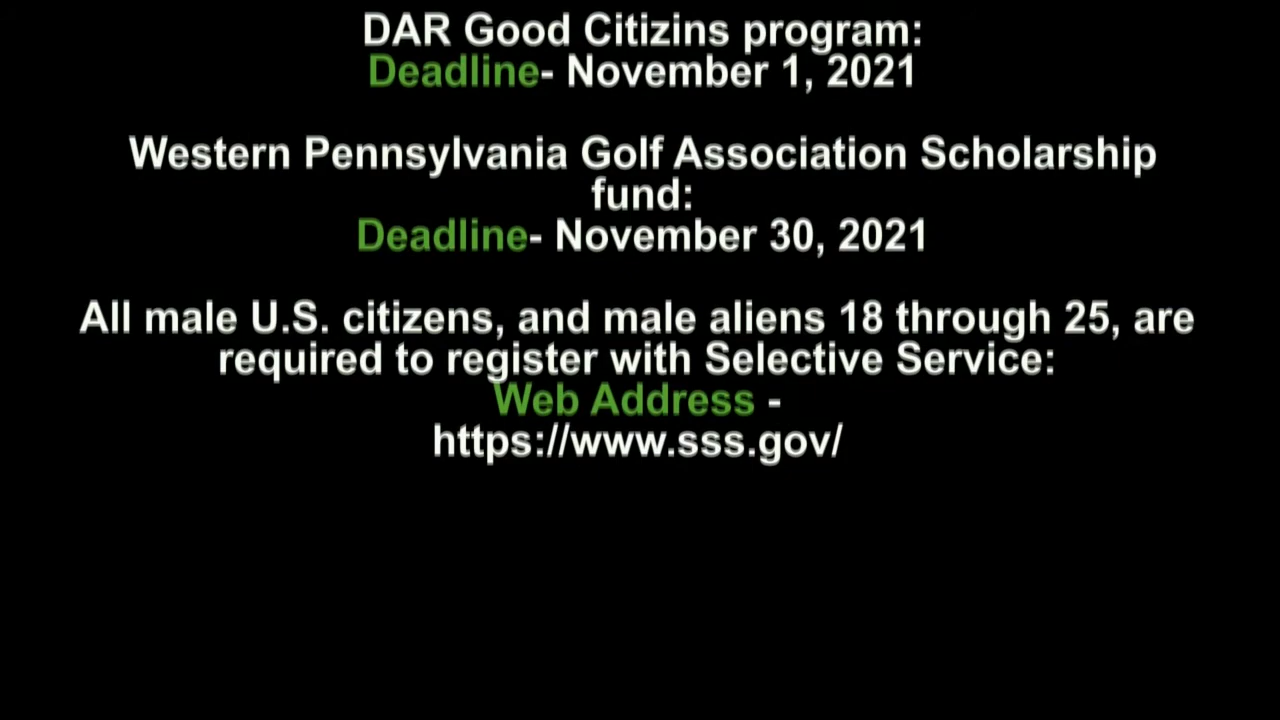 DAR Good Citizins program:
Deadline- November 1, 2021
Western Pennsylvania Golf Association Scholarship
fund:
Deadline- November 30, 2021
All male U.S. citizens, and male aliens 18 through 25, are
required to register with Selective Service:
Web Address -
https://www.sss.gov/